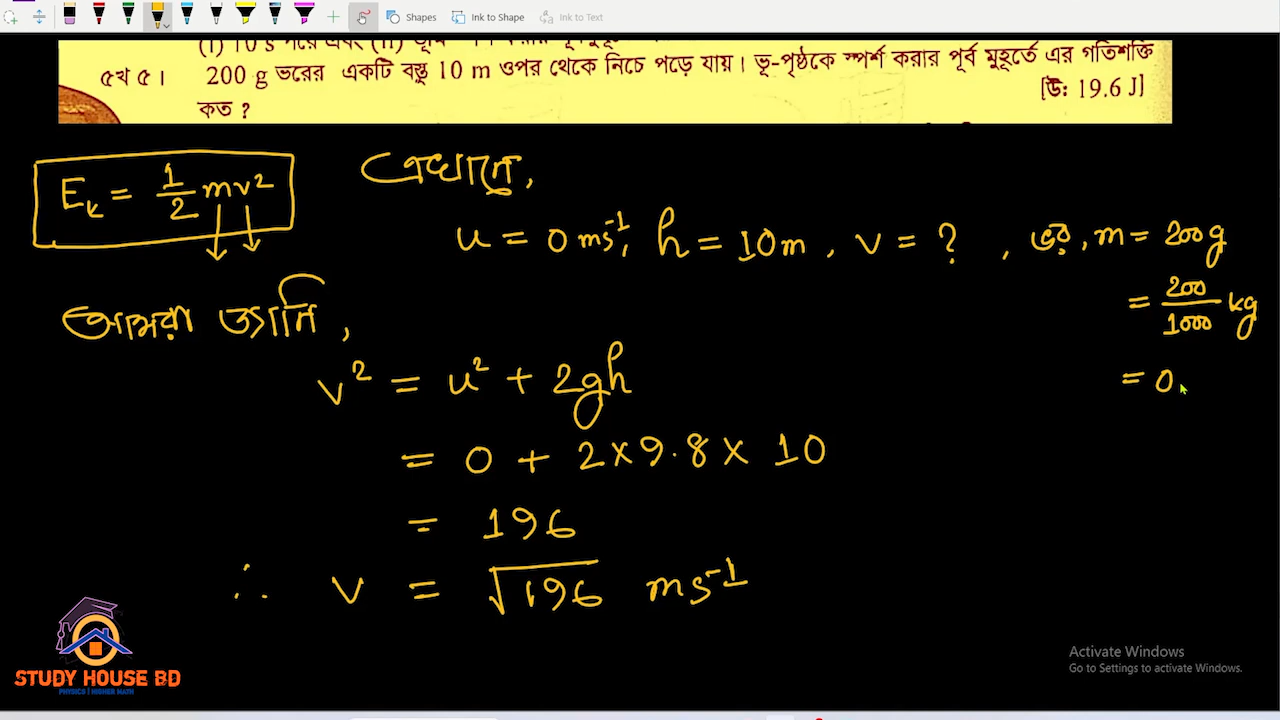 Shapes Ink to Shape Ink to Text
৫খ ৫। 200 g ভরের একটি বস্তু 10 m ওপর থেকে নিচে পড়ে যায়। ভূ-পৃষ্ঠকে স্পর্শ করার পূর্ব মুহূর্তে এর গতিশক্তি
কত ? [উ: 19.6 J]
E_k = 1/2 mv²
এখানে,
u = 0 ms⁻¹, h = 10m , v = ? , ভর, m = 200g
= 200/1000 kg
= 0.
আমরা জানি,
v² = u² + 2gh
= 0 + 2×9.8× 10
= 196
∴ v = √196 ms⁻¹
STUDY HOUSE BD
PHYSICS | HIGHER MATH
Activate Windows
Go to Settings to activate Windows.